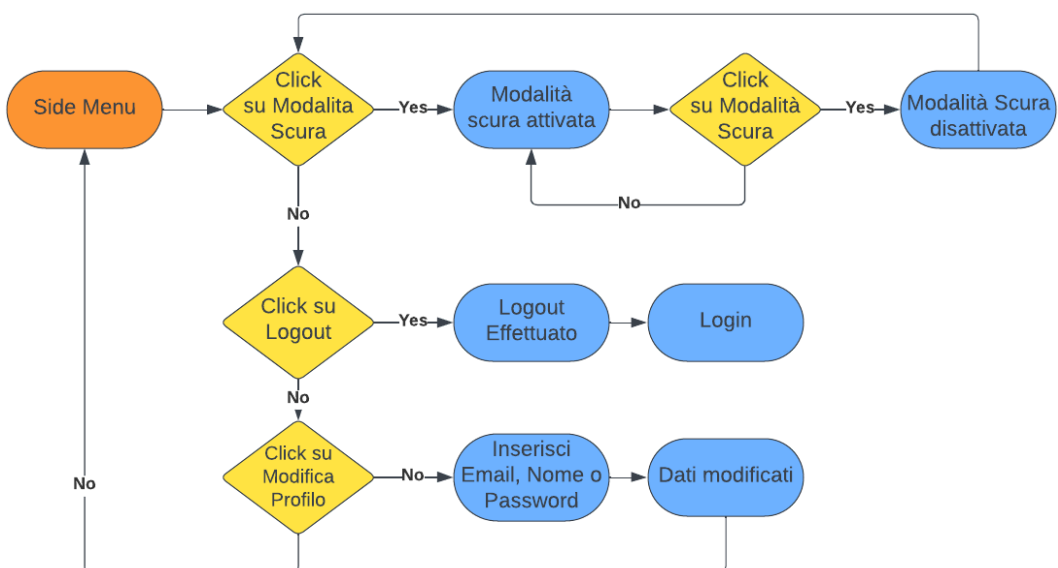 Side Menu
Click
su Modalita
Scura
Yes
Modalità
scura attivata
Click
su Modalità
Scura
Yes
Modalità Scura
disattivata
No
No
Click su
Logout
Yes
Logout
Effettuato
Login
No
Click su
Modifica
Profilo
No
Inserisci
Email, Nome o
Password
Dati modificati
No